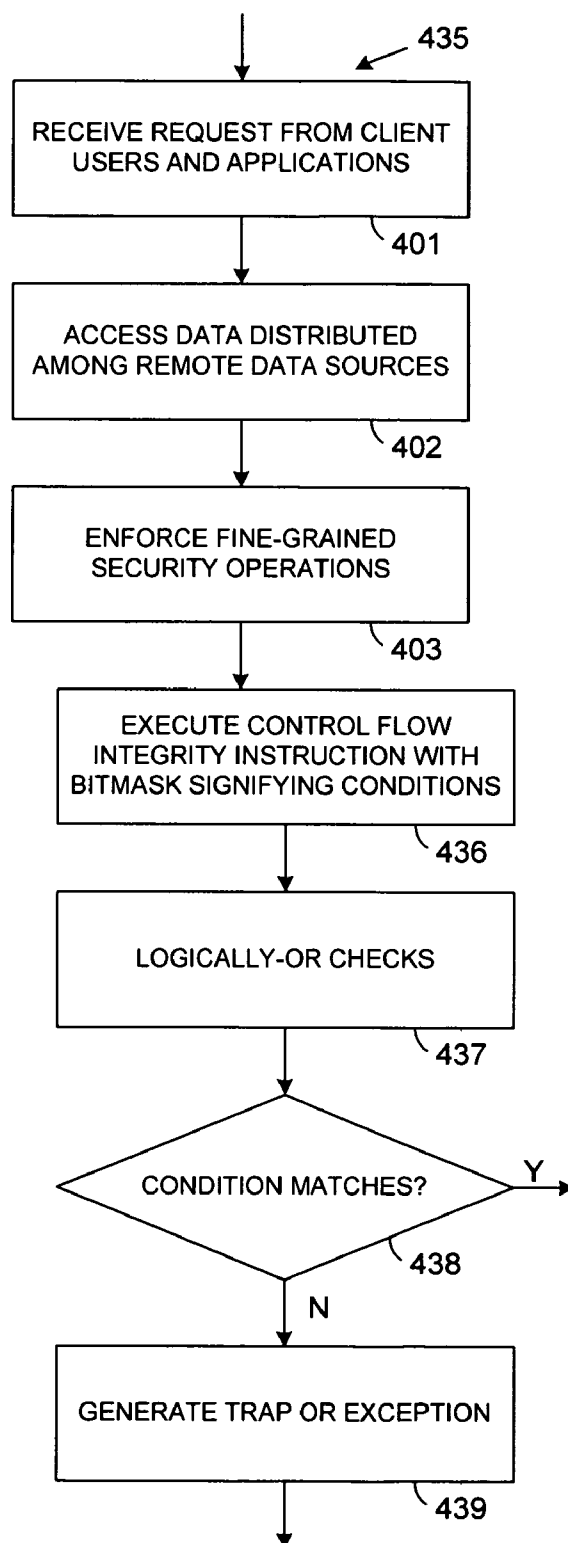 435
RECEIVE REQUEST FROM CLIENT
USERS AND APPLICATIONS
401
ACCESS DATA DISTRIBUTED
AMONG REMOTE DATA SOURCES
402
ENFORCE FINE-GRAINED
SECURITY OPERATIONS
403
EXECUTE CONTROL FLOW
INTEGRITY INSTRUCTION WITH
BITMASK SIGNIFYING CONDITIONS
436
LOGICALLY-OR CHECKS
437
CONDITION MATCHES?
Y
438
N
GENERATE TRAP OR EXCEPTION
439